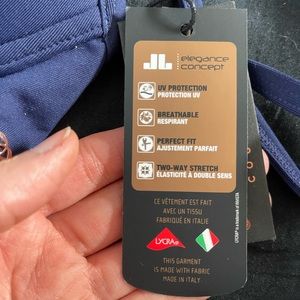 elegance
concept
UV PROTECTION
PROTECTION UV
BREATHABLE
RESPIRANT
PERFECT FIT
AJUSTEMENT PARFAIT
TWO-WAY STRETCH
ÉLASTICITÉ À DOUBLE SENS
CE VÊTEMENT EST FAIT
AVEC UN TISSU
FABRIQUÉ EN ITALIE
LYCRA®
THIS GARMENT
IS MADE WITH FABRIC
MADE IN ITALY